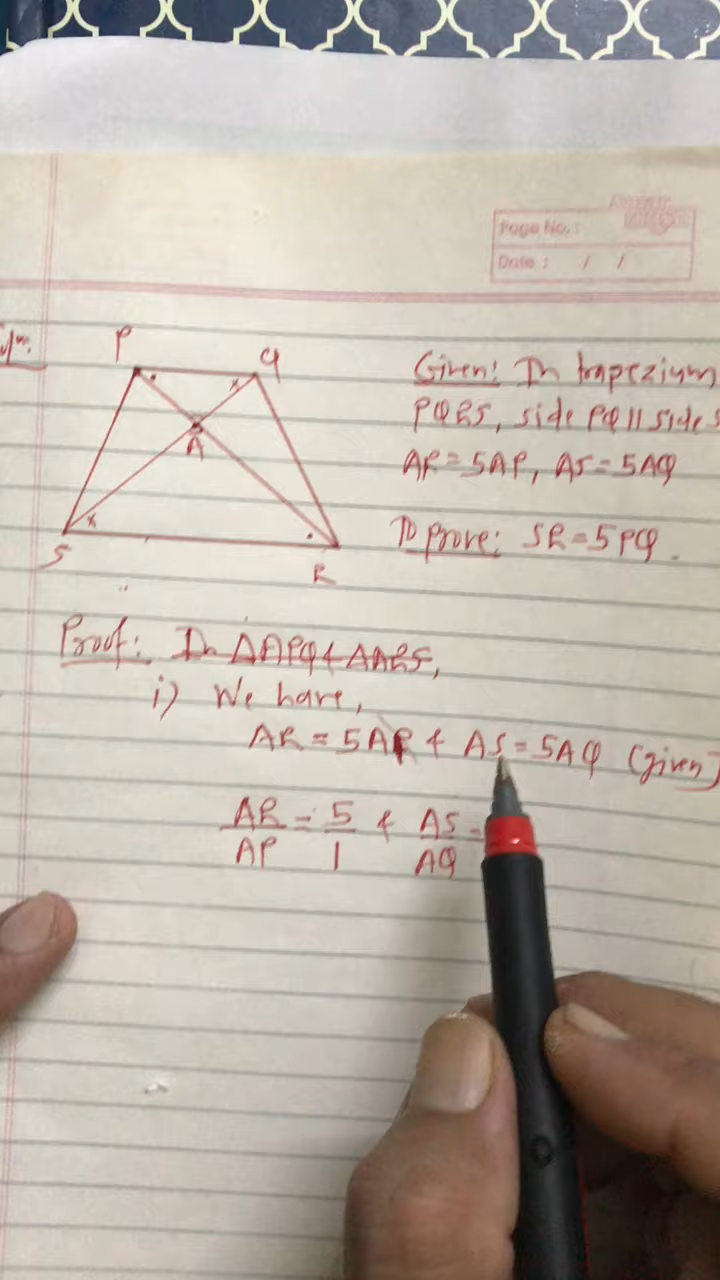 Page No. :
Date : / /
P
Q
A
S
R
Given: In trapezium
PQRS, side PQ || side S
AR = 5AP, AS = 5AQ
To prove: SR = 5PQ.
Proof: In ΔAPQ & ΔARS,
i) We have,
AR = 5AP & AS = 5AQ (given)
AR/AP = 5/1 & AS/AQ =